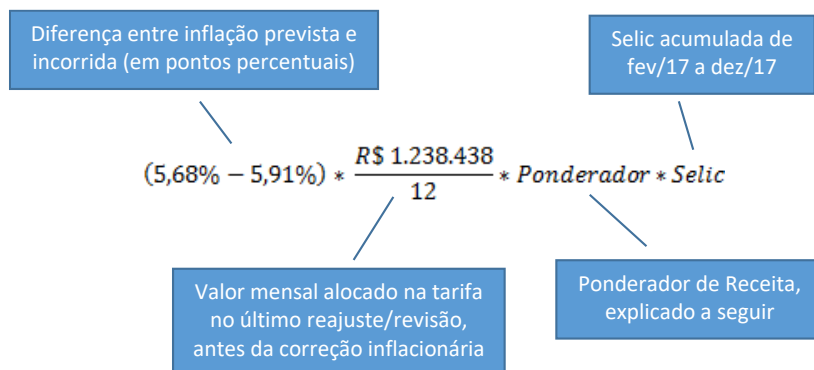 Diferença entre inflação prevista e
incorrida (em pontos percentuais)
Selic acumulada de
fev/17 a dez/17
(5,68% − 5,91%) * R$ 1.238.438 / 12 * Ponderador * Selic
Valor mensal alocado na tarifa
no último reajuste/revisão,
antes da correção inflacionária
Ponderador de Receita,
explicado a seguir